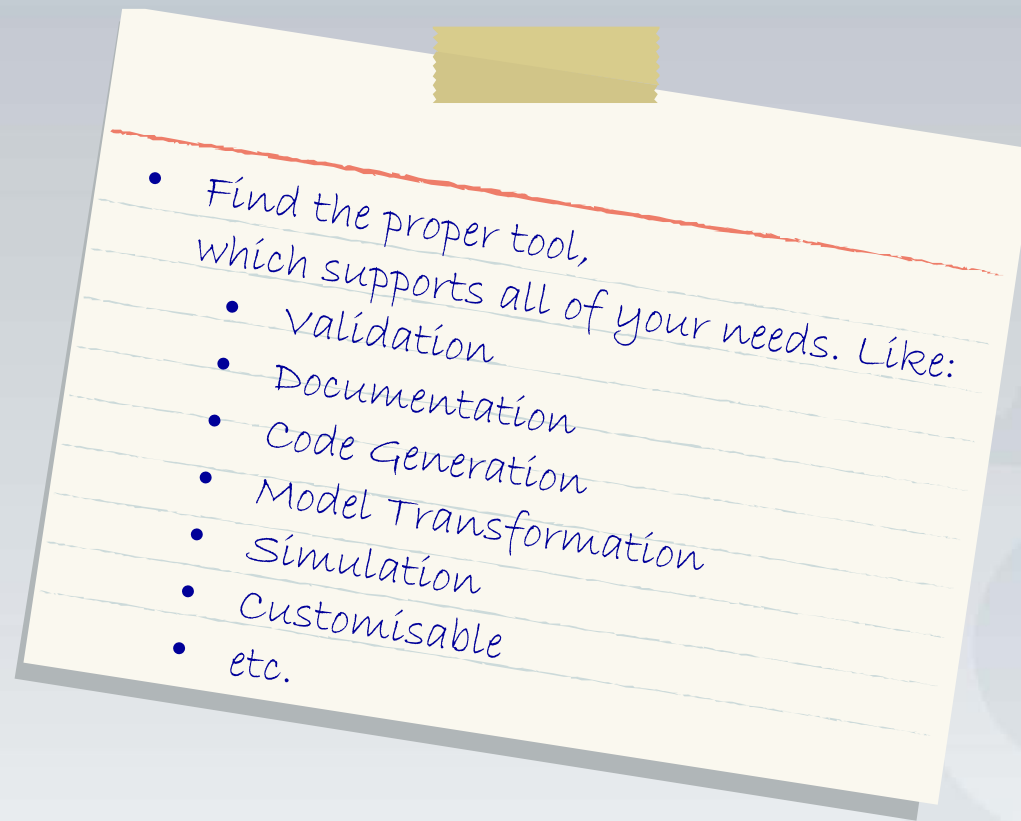 • Find the proper tool,
which supports all of your needs. Like:
• Validation
• Documentation
• Code Generation
• Model Transformation
• Simulation
• Customisable
• etc.